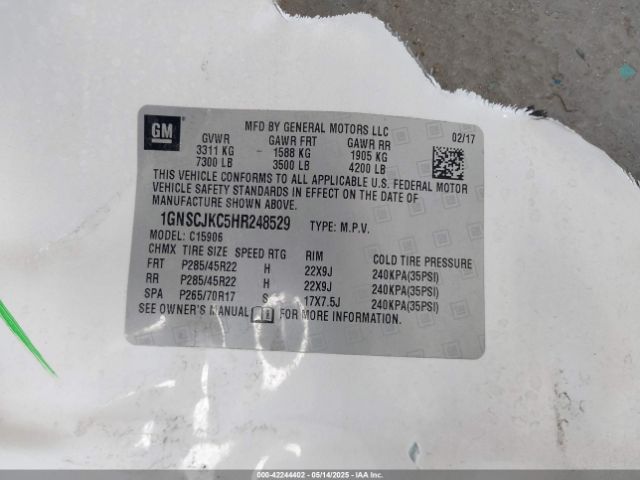 GM
MFD BY GENERAL MOTORS LLC
02/17
GVWR GAWR FRT GAWR RR
3311 KG 1588 KG 1905 KG
7300 LB 3500 LB 4200 LB
THIS VEHICLE CONFORMS TO ALL APPLICABLE U.S. FEDERAL MOTOR
VEHICLE SAFETY STANDARDS IN EFFECT ON THE DATE OF
MANUFACTURE SHOWN ABOVE.
1GNSCJKC5HR248529 TYPE: M.P.V.
MODEL: C15906
CHMX TIRE SIZE SPEED RTG RIM COLD TIRE PRESSURE
FRT P285/45R22 H 22X9J 240KPA(35PSI)
RR P285/45R22 H 22X9J 240KPA(35PSI)
SPA P265/70R17 S 17X7.5J 240KPA(35PSI)
SEE OWNER'S MANUAL FOR MORE INFORMATION.
000-42244402 - 05/14/2025 - IAAI.com